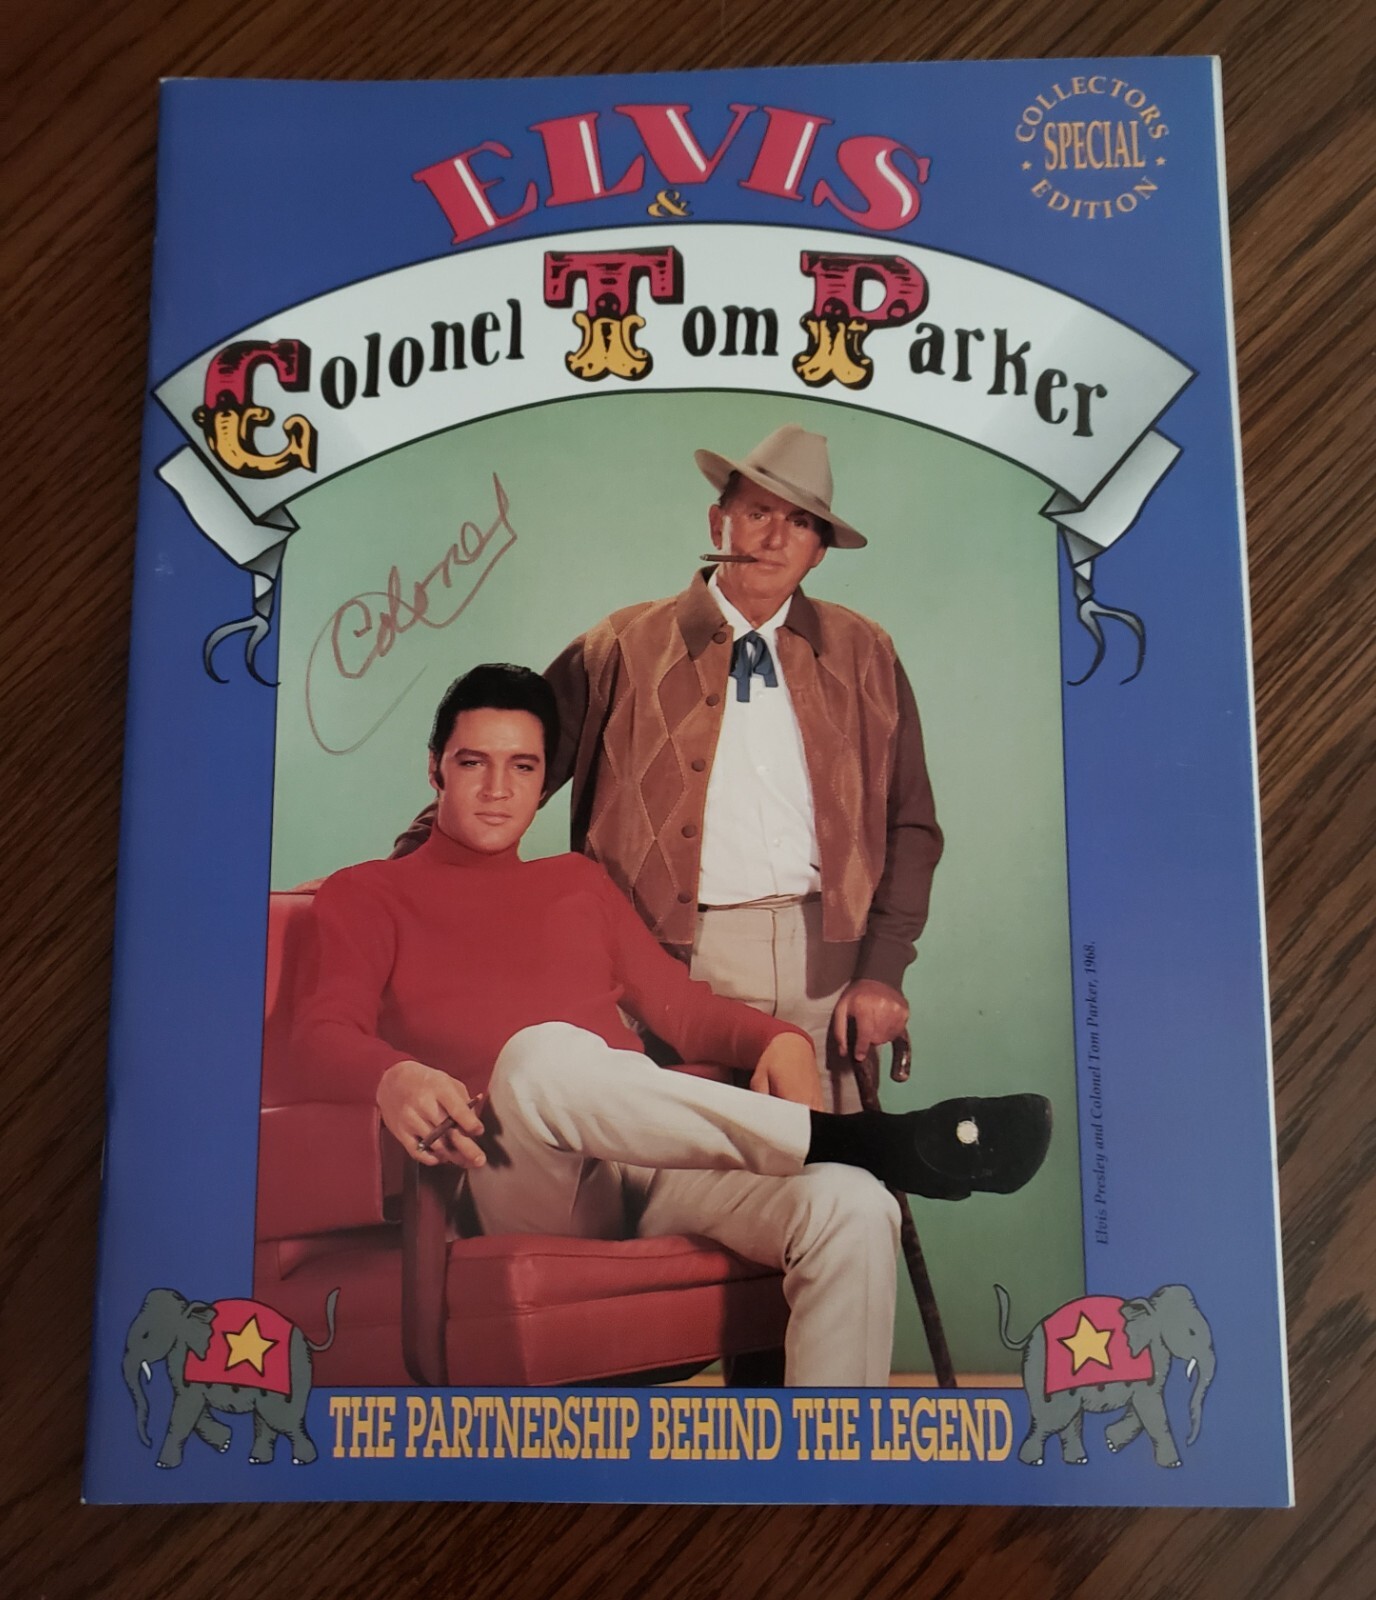 COLLECTORS
SPECIAL
EDITION
ELVIS
&
Colonel Tom Parker
Colonel
Elvis Presley and Colonel Tom Parker, 1968.
THE PARTNERSHIP BEHIND THE LEGEND